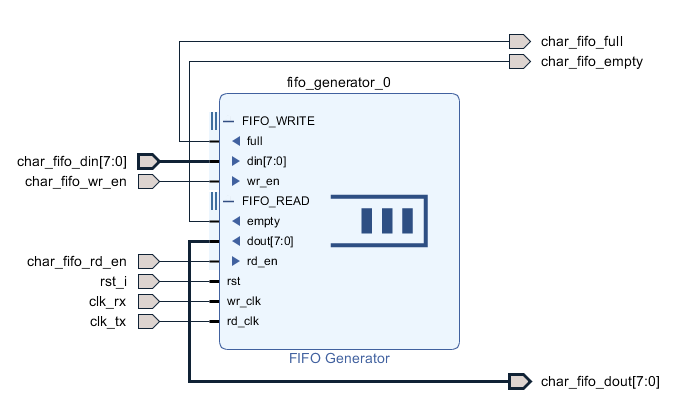 char_fifo_full
char_fifo_empty
fifo_generator_0
FIFO_WRITE
full
char_fifo_din[7:0]
din[7:0]
char_fifo_wr_en
wr_en
FIFO_READ
empty
dout[7:0]
char_fifo_rd_en
rd_en
rst_i
rst
clk_rx
wr_clk
clk_tx
rd_clk
FIFO Generator
char_fifo_dout[7:0]